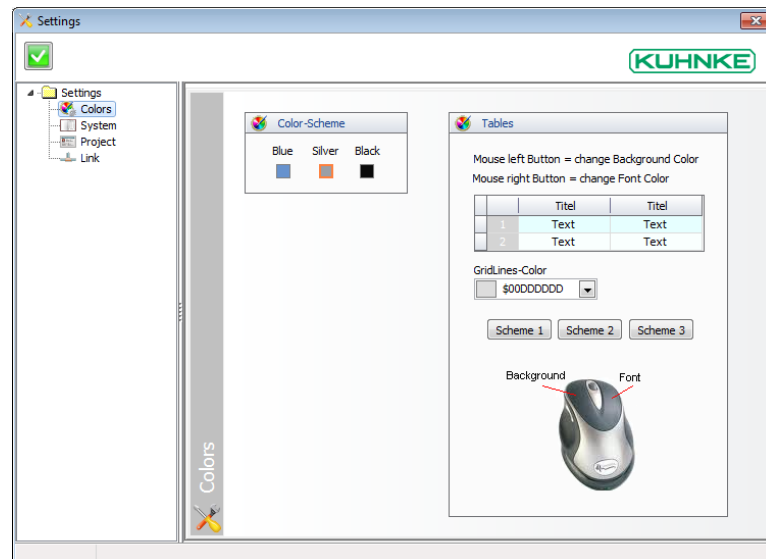 Settings
KUHNKE
Settings
Colors
System
Project
Link
Colors
Color-Scheme
Blue Silver Black
Tables
Mouse left Button = change Background Color
Mouse right Button = change Font Color
Titel Titel
1 Text Text
2 Text Text
GridLines-Color
$00DDDDDD
Scheme 1 Scheme 2 Scheme 3
Background Font